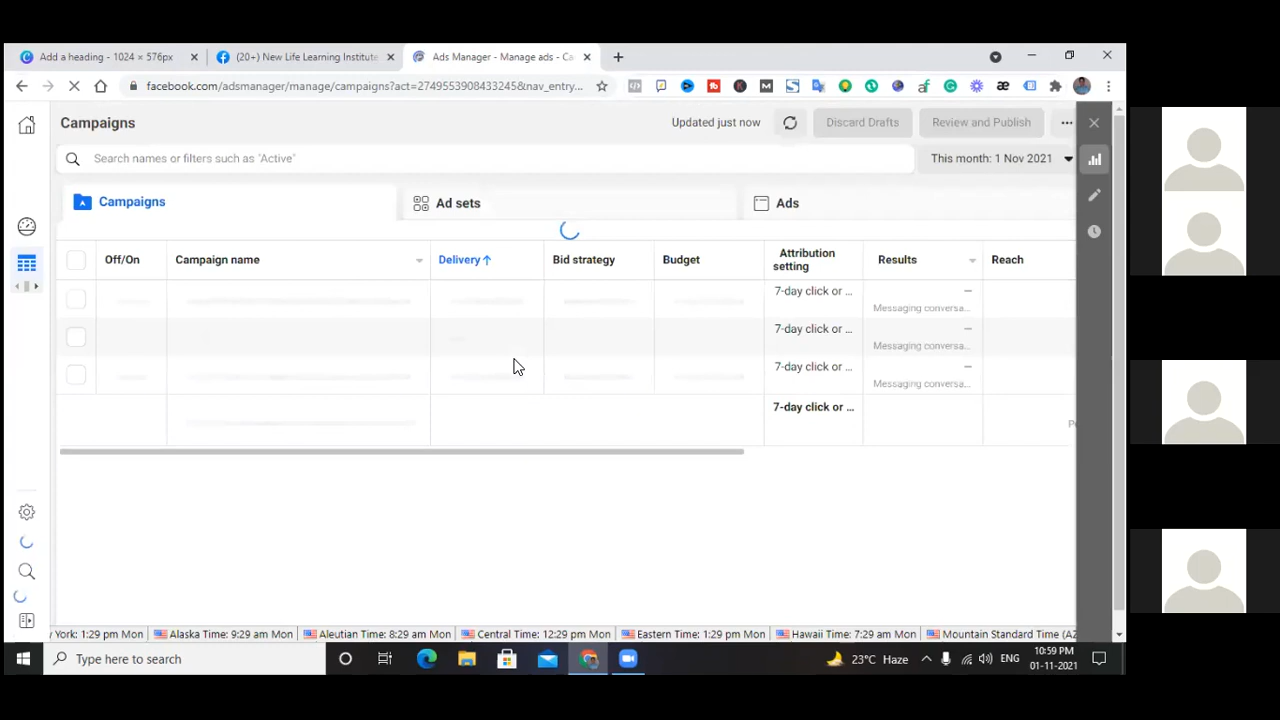 Add a heading - 1024 × 576px
(20+) New Life Learning Institute
Ads Manager - Manage ads - Ca
facebook.com/adsmanager/manage/campaigns?act=2749553908433245&nav_entry...
Campaigns
Updated just now
Discard Drafts
Review and Publish
Search names or filters such as 'Active'
This month: 1 Nov 2021
Campaigns
Ad sets
Ads
Off/On
Campaign name
Delivery
Bid strategy
Budget
Attribution setting
Results
Reach
7-day click or ...
—
Messaging conversa...
7-day click or ...
—
Messaging conversa...
7-day click or ...
—
Messaging conversa...
7-day click or ...
York: 1:29 pm Mon
Alaska Time: 9:29 am Mon
Aleutian Time: 8:29 am Mon
Central Time: 12:29 pm Mon
Eastern Time: 1:29 pm Mon
Hawaii Time: 7:29 am Mon
Mountain Standard Time (AZ
Type here to search
23°C Haze
ENG
10:59 PM
01-11-2021